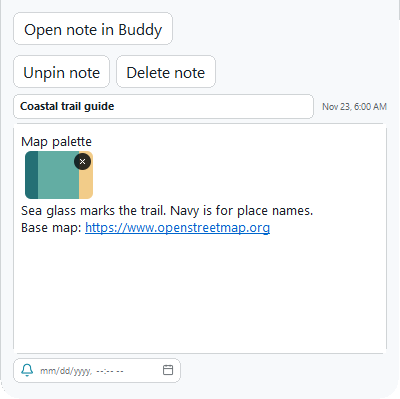 Open note in Buddy
Unpin note Delete note
Coastal trail guide Nov 23, 6:00 AM
Map palette
Sea glass marks the trail. Navy is for place names.
Base map: https://www.openstreetmap.org
mm/dd/yyyy, --:-- --